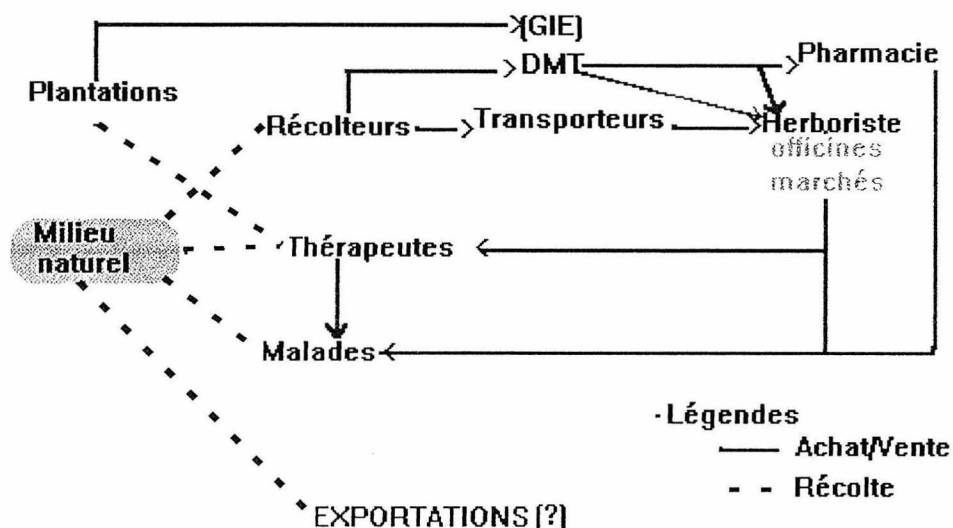 (GIE)
DMT
Pharmacie
Plantations
Récolteurs
Transporteurs
Herboriste
officines
marchés
Milieu
naturel
Thérapeutes
Malades
Légendes
Achat/Vente
Récolte
EXPORTATIONS (?)